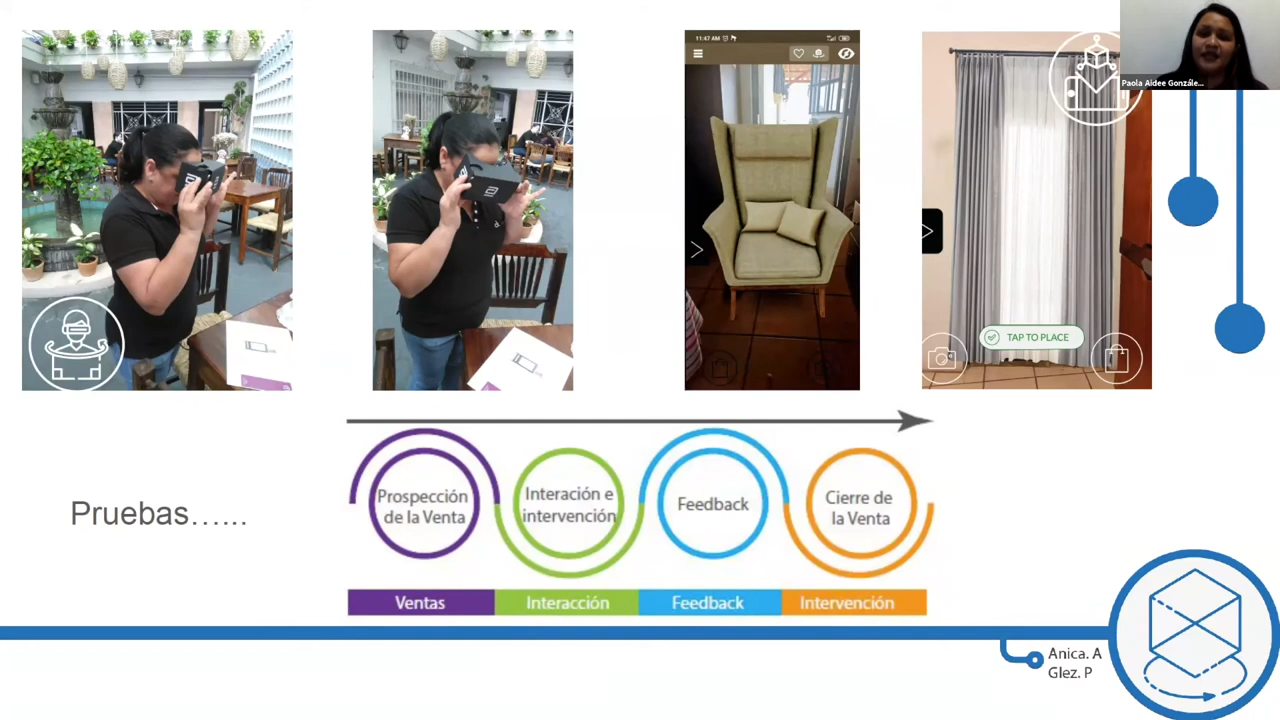 11:47 AM
Paola Aidee Gonzále...
TAP TO PLACE
Pruebas…...
Prospección
de la Venta
Interación e
intervención
Feedback
Cierre de
la Venta
Ventas
Interacción
Feedback
Intervención
Anica. A
Glez. P